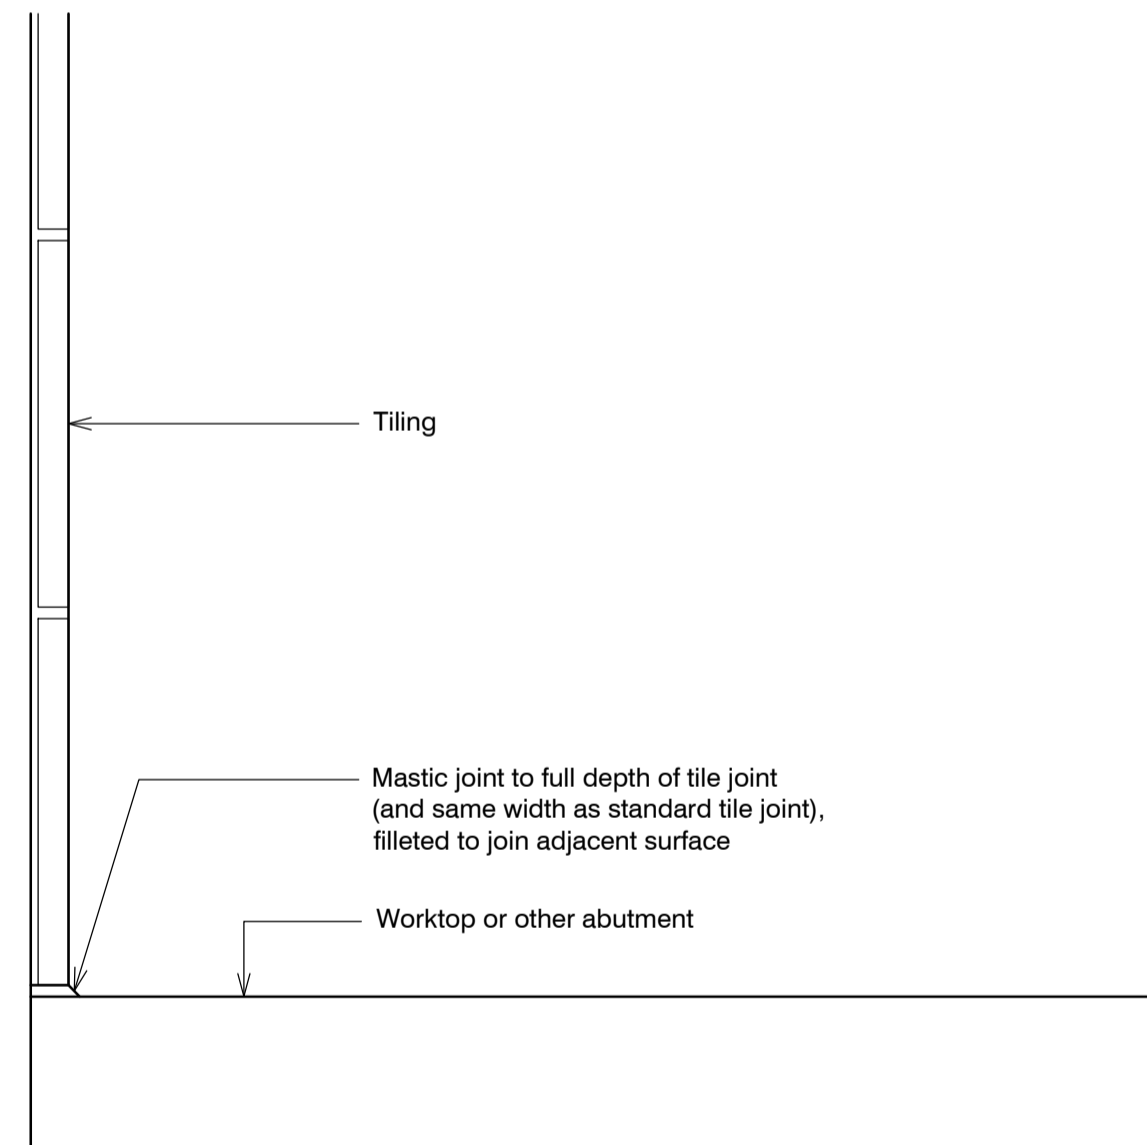 Tiling
Mastic joint to full depth of tile joint
(and same width as standard tile joint),
filleted to join adjacent surface
Worktop or other abutment